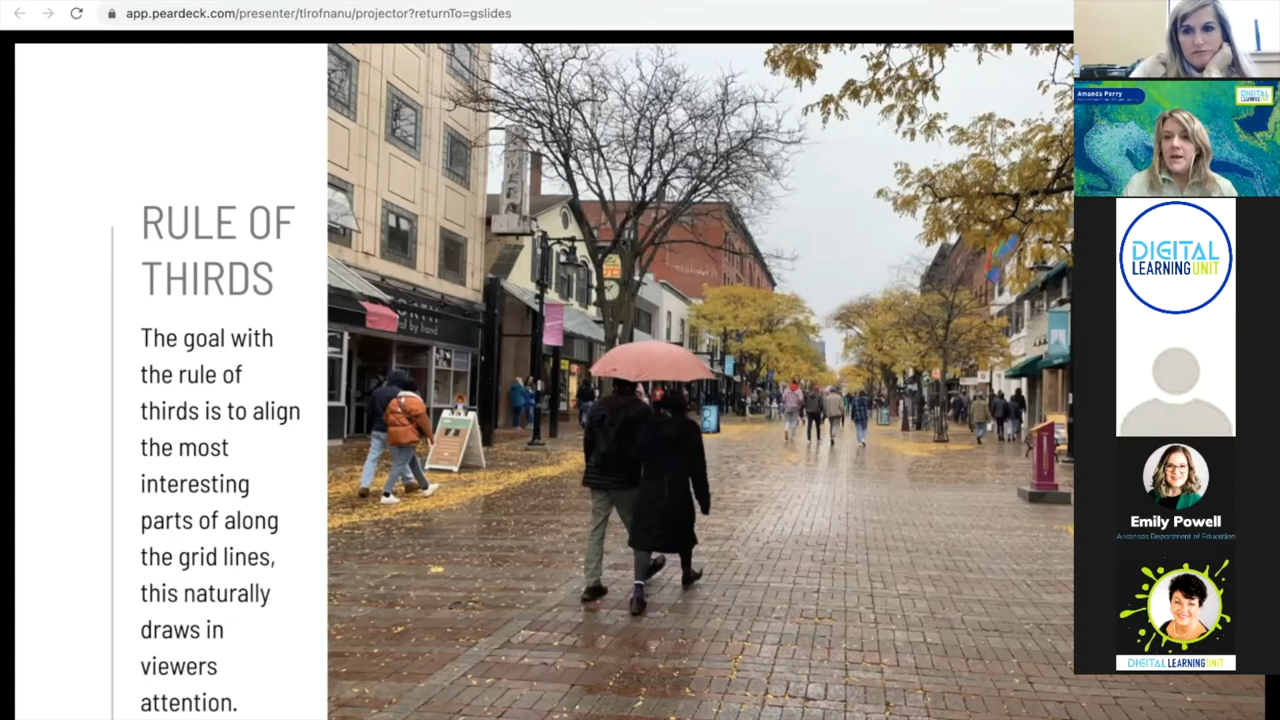 app.peardeck.com/presenter/tlrofnanu/projector?returnTo=gslides
RULE OF
THIRDS
The goal with
the rule of
thirds is to align
the most
interesting
parts of along
the grid lines,
this naturally
draws in
viewers
attention.
Amanda Perry
DIGITAL
DIGITAL
LEARNING UNIT
Emily Powell
Arkansas Department of Education
DIGITAL LEARNING UNIT